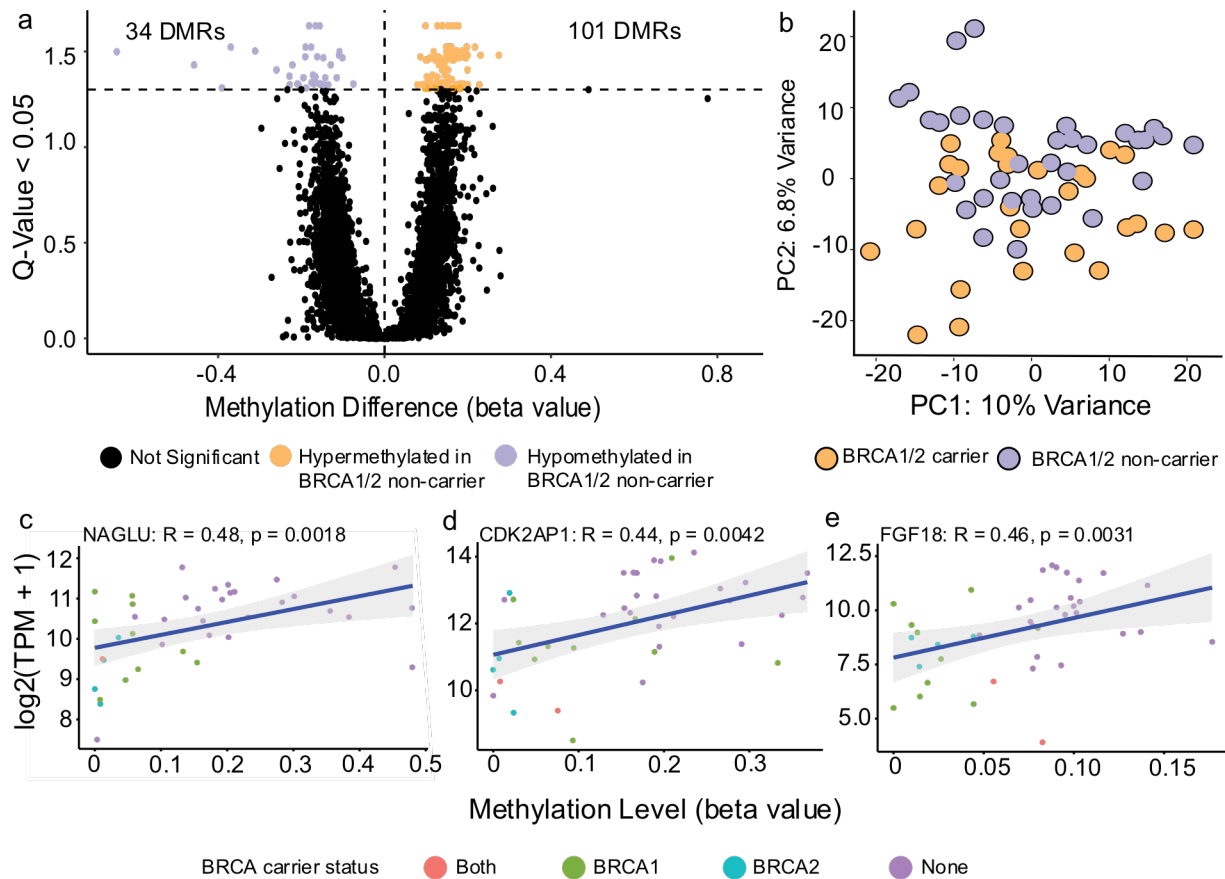 a
34 DMRs
101 DMRs
1.5
1.0
0.5
0.0
Q-Value < 0.05
-0.4
0.0
0.4
0.8
Methylation Difference (beta value)
Not Significant
Hypermethylated in
BRCA1/2 non-carrier
Hypomethylated in
BRCA1/2 non-carrier
b
20
10
0
-10
-20
PC2: 6.8% Variance
-20
-10
0
10
20
PC1: 10% Variance
BRCA1/2 carrier
BRCA1/2 non-carrier
c
NAGLU: R = 0.48, p = 0.0018
12
11
10
9
8
log2(TPM + 1)
0
0.1
0.2
0.3
0.4
0.5
d
CDK2AP1: R = 0.44, p = 0.0042
14
12
10
0
0.1
0.2
0.3
e
FGF18: R = 0.46, p = 0.0031
12.5
10.0
7.5
5.0
0
0.05
0.10
0.15
Methylation Level (beta value)
BRCA carrier status
Both
BRCA1
BRCA2
None